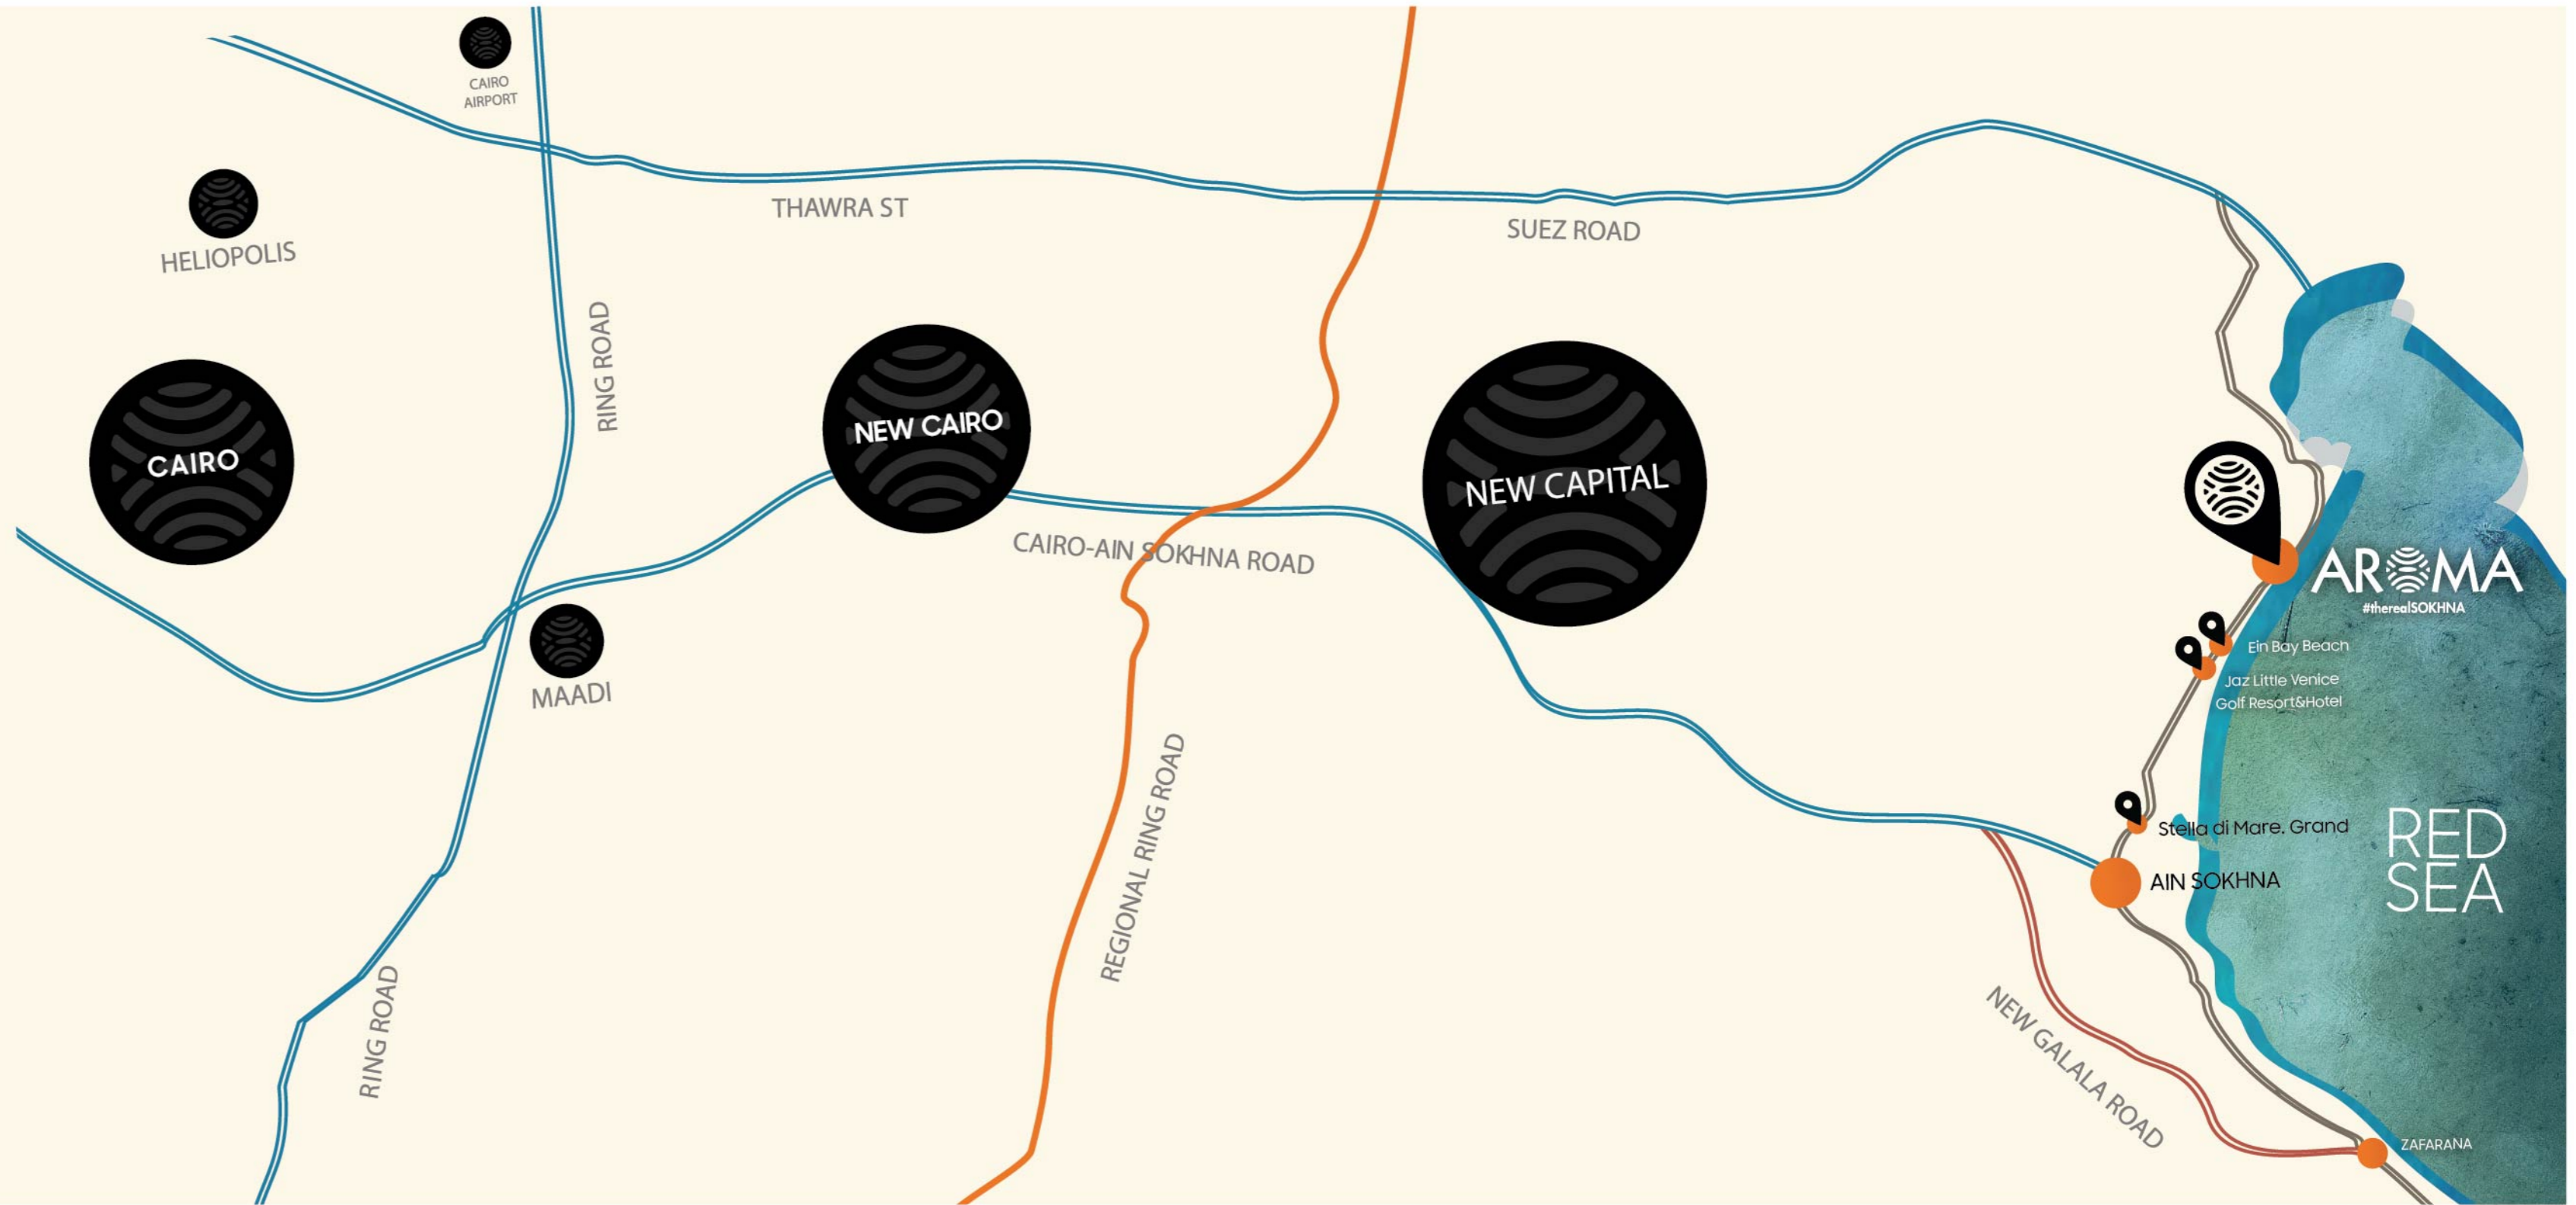 CAIRO
AIRPORT
HELIOPOLIS
THAWRA ST
SUEZ ROAD
RING ROAD
CAIRO
NEW CAIRO
NEW CAPITAL
CAIRO-AIN SOKHNA ROAD
MAADI
AROMA
#therealSOKHNA
Ein Bay Beach
Jaz Little Venice
Golf Resort&Hotel
REGIONAL RING ROAD
Stella di Mare. Grand
RED
SEA
AIN SOKHNA
RING ROAD
NEW GALALA ROAD
ZAFARANA